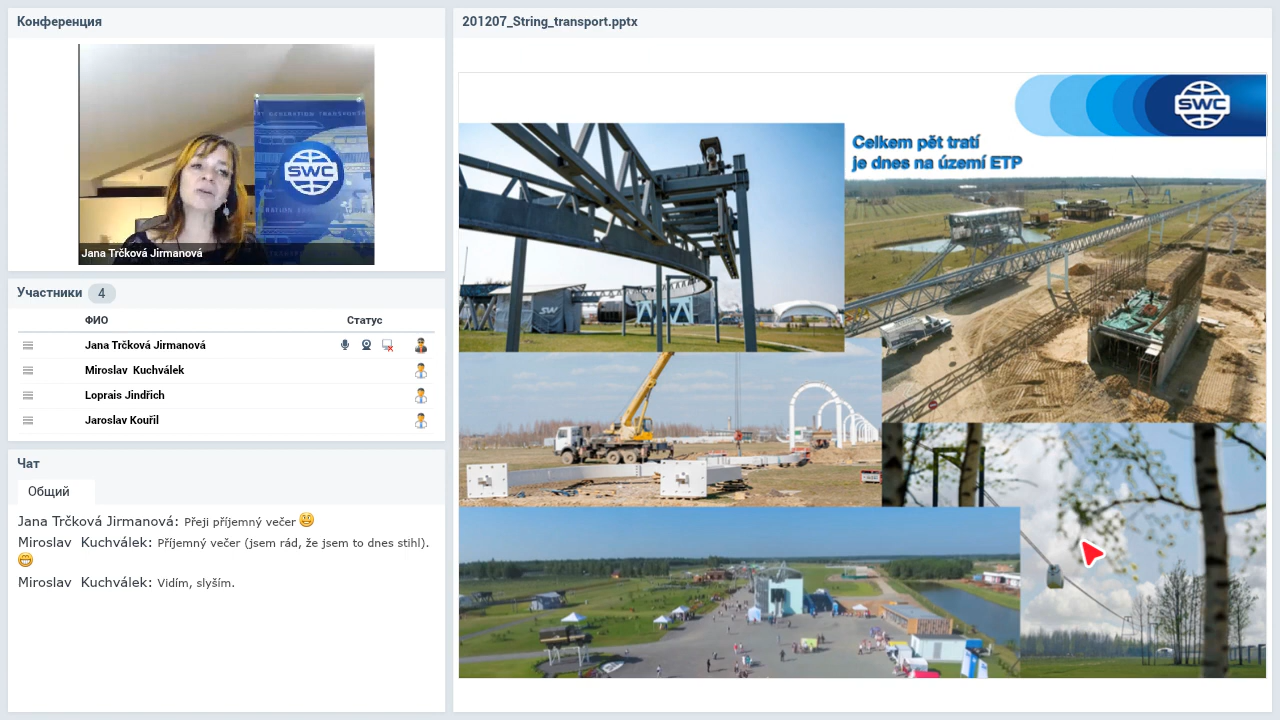 Конференция
SWC
Jana Trčková Jirmanová
Участники 4
ФИО Статус
Jana Trčková Jirmanová
Miroslav Kuchválek
Loprais Jindřich
Jaroslav Kouřil
Чат
Общий
Jana Trčková Jirmanová: Přeji příjemný večer
Miroslav Kuchválek: Příjemný večer (jsem rád, že jsem to dnes stihl).
Miroslav Kuchválek: Vidím, slyším.
201207_String_transport.pptx
SWC
Celkem pět tratí
je dnes na území ETP